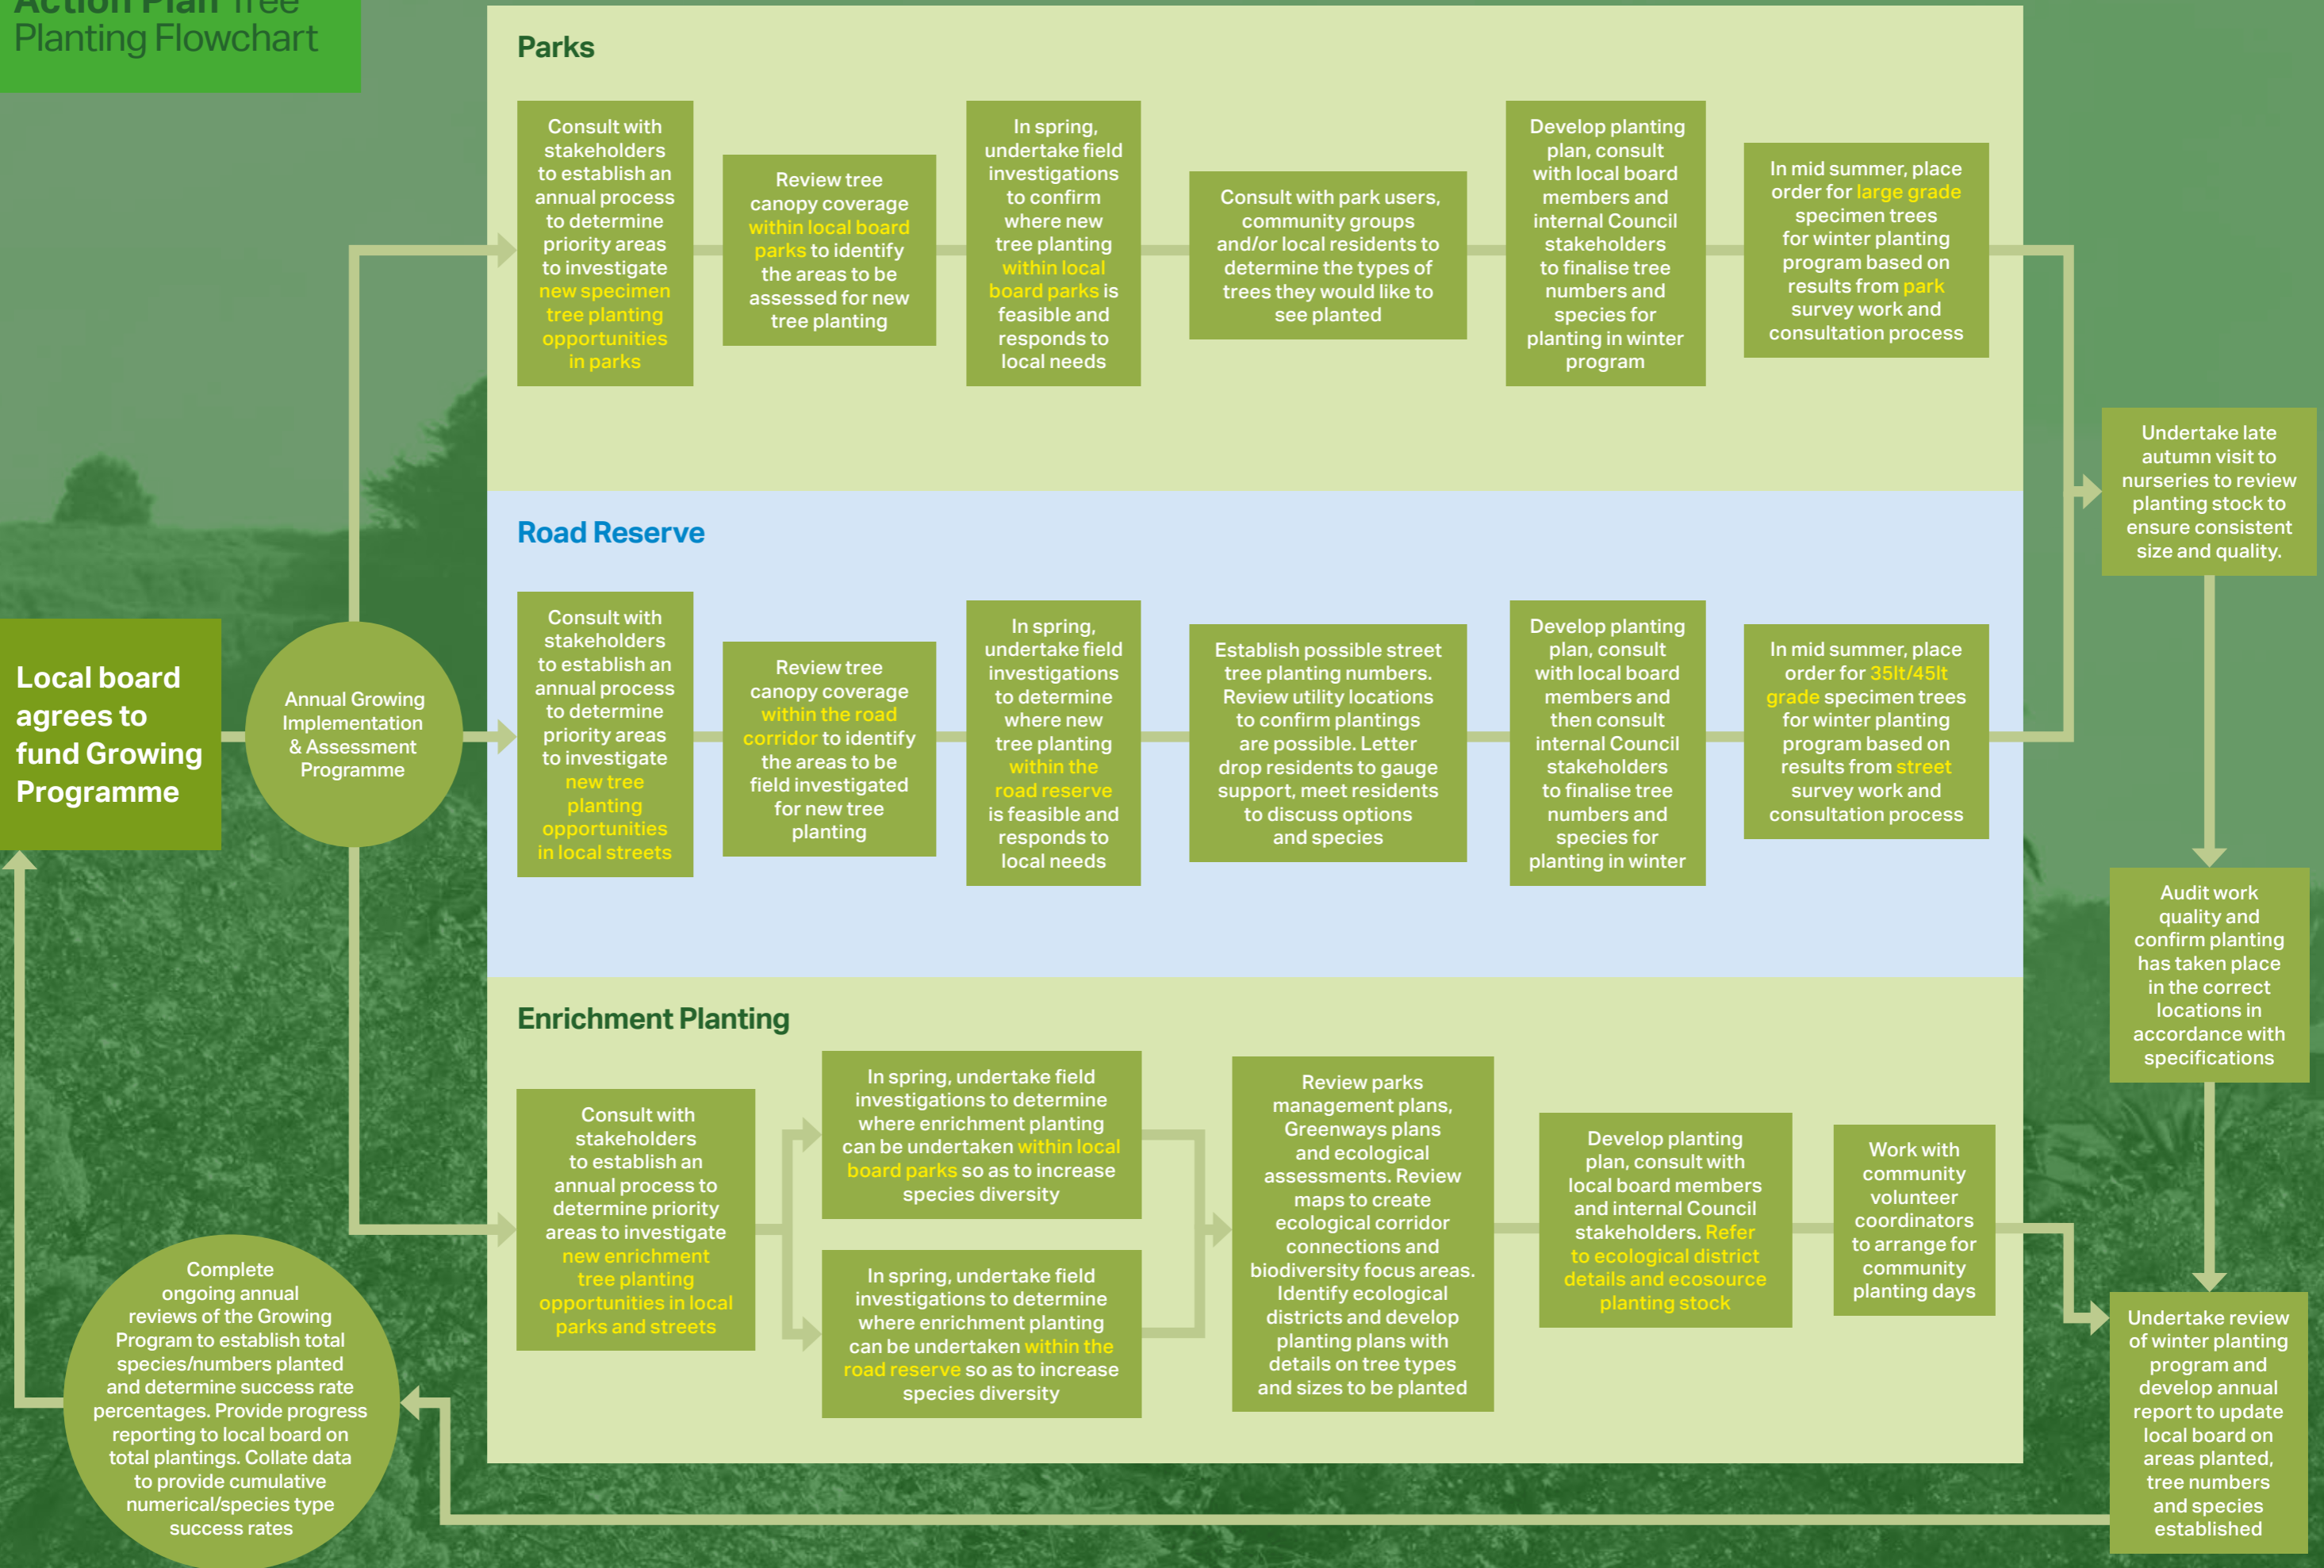 Action Plan Tree
Planting Flowchart
Parks
Consult with
stakeholders
to establish an
annual process
to determine
priority areas
to investigate
new specimen
tree planting
opportunities
in parks
Review tree
canopy coverage
within local board
parks to identify
the areas to be
assessed for new
tree planting
In spring,
undertake field
investigations
to confirm
where new
tree planting
within local
board parks is
feasible and
responds to
local needs
Consult with park users,
community groups
and/or local residents to
determine the types of
trees they would like to
see planted
Develop planting
plan, consult
with local board
members and
internal Council
stakeholders
to finalise tree
numbers and
species for
planting in winter
program
In mid summer, place
order for large grade
specimen trees
for winter planting
program based on
results from park
survey work and
consultation process
Undertake late
autumn visit to
nurseries to review
planting stock to
ensure consistent
size and quality.
Local board
agrees to
fund Growing
Programme
Annual Growing
Implementation
& Assessment
Programme
Road Reserve
Consult with
stakeholders
to establish an
annual process
to determine
priority areas
to investigate
new tree
planting
opportunities
in local streets
Review tree
canopy coverage
within the road
corridor to identify
the areas to be
field investigated
for new tree
planting
In spring,
undertake field
investigations
to determine
where new
tree planting
within the
road reserve
is feasible and
responds to
local needs
Establish possible street
tree planting numbers.
Review utility locations
to confirm plantings
are possible. Letter
drop residents to gauge
support, meet residents
to discuss options
and species
Develop planting
plan, consult
with local board
members and
then consult
internal Council
stakeholders
to finalise tree
numbers and
species for
planting in winter
In mid summer, place
order for 35lt/45lt
grade specimen trees
for winter planting
program based on
results from street
survey work and
consultation process
Audit work
quality and
confirm planting
has taken place
in the correct
locations in
accordance with
specifications
Enrichment Planting
Consult with
stakeholders
to establish an
annual process to
determine priority
areas to investigate
new enrichment
tree planting
opportunities in local
parks and streets
In spring, undertake field
investigations to determine
where enrichment planting
can be undertaken within local
board parks so as to increase
species diversity
In spring, undertake field
investigations to determine
where enrichment planting
can be undertaken within the
road reserve so as to increase
species diversity
Review parks
management plans,
Greenways plans
and ecological
assessments. Review
maps to create
ecological corridor
connections and
biodiversity focus areas.
Identify ecological
districts and develop
planting plans with
details on tree types
and sizes to be planted
Develop planting
plan, consult with
local board members
and internal Council
stakeholders. Refer
to ecological district
details and ecosource
planting stock
Work with
community
volunteer
coordinators
to arrange for
community
planting days
Undertake review
of winter planting
program and
develop annual
report to update
local board on
areas planted,
tree numbers
and species
established
Complete
ongoing annual
reviews of the Growing
Program to establish total
species/numbers planted
and determine success rate
percentages. Provide progress
reporting to local board on
total plantings. Collate data
to provide cumulative
numerical/species type
success rates